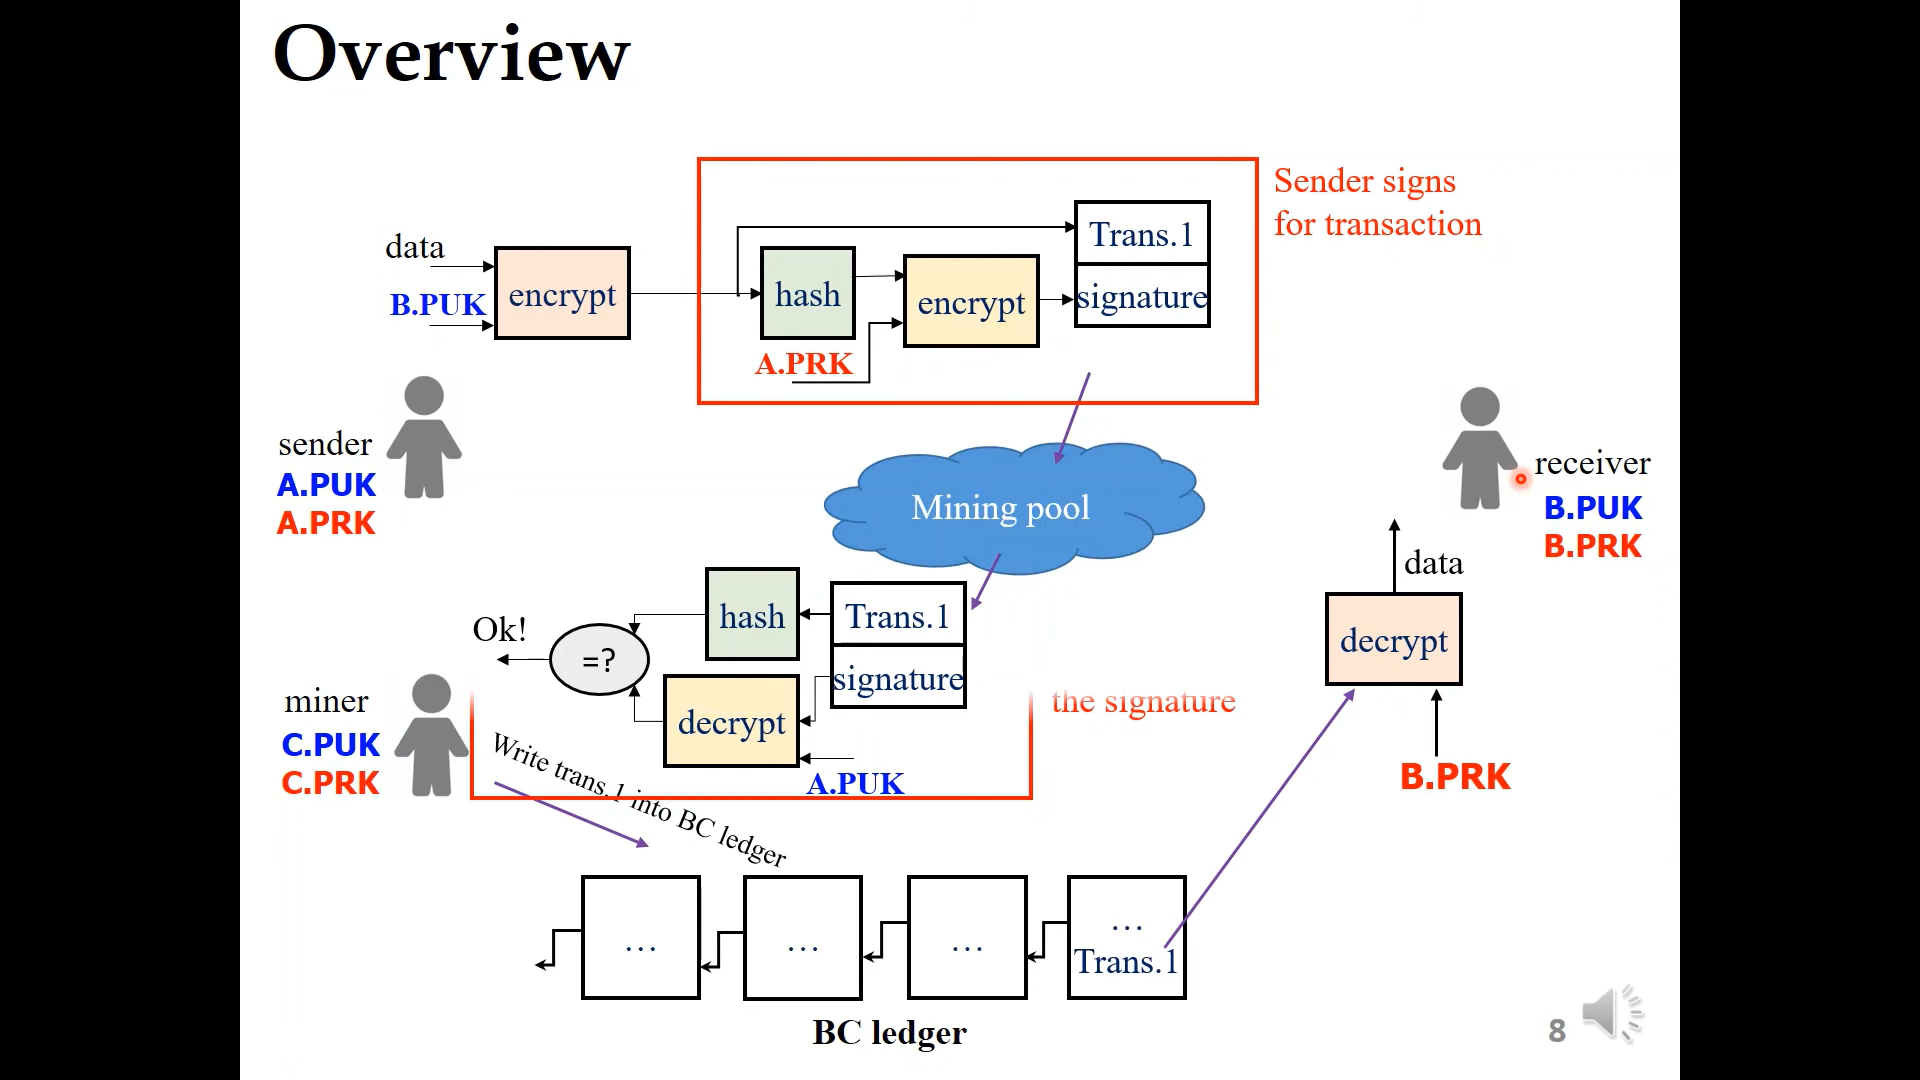 Overview
Sender signs
for transaction
data
B.PUK
encrypt
hash
A.PRK
encrypt
Trans.1
signature
sender
A.PUK
A.PRK
Mining pool
receiver
B.PUK
B.PRK
data
decrypt
B.PRK
Ok!
=?
hash
Trans.1
signature
decrypt
A.PUK
the signature
miner
C.PUK
C.PRK
Write trans.1 into BC ledger
...
...
...
...
Trans.1
BC ledger
8